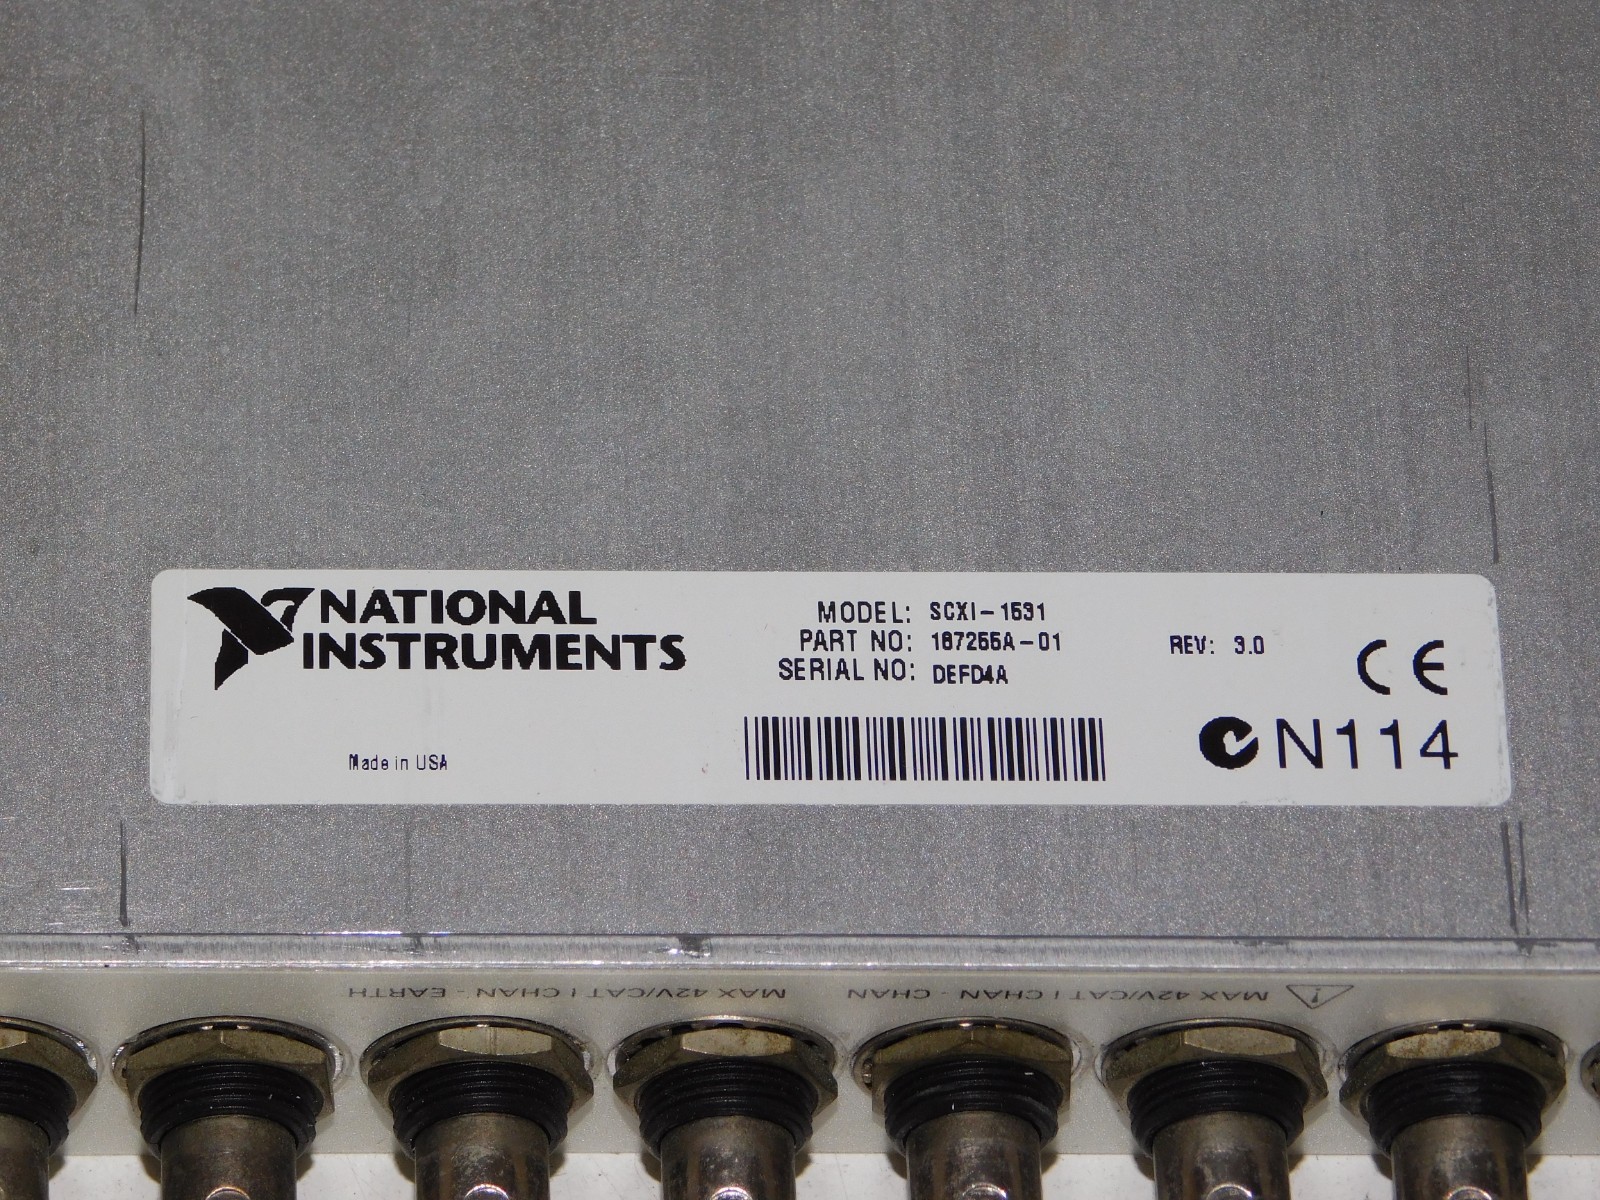 NATIONAL
INSTRUMENTS
MODEL: SCXI-1531
PART NO: 187255A-01
SERIAL NO: DEFD4A
REV: 3.0
CE
N114
Made in USA
MAX 42V/CAT I CHAN - CHAN
MAX 42V/CAT I CHAN - EARTH